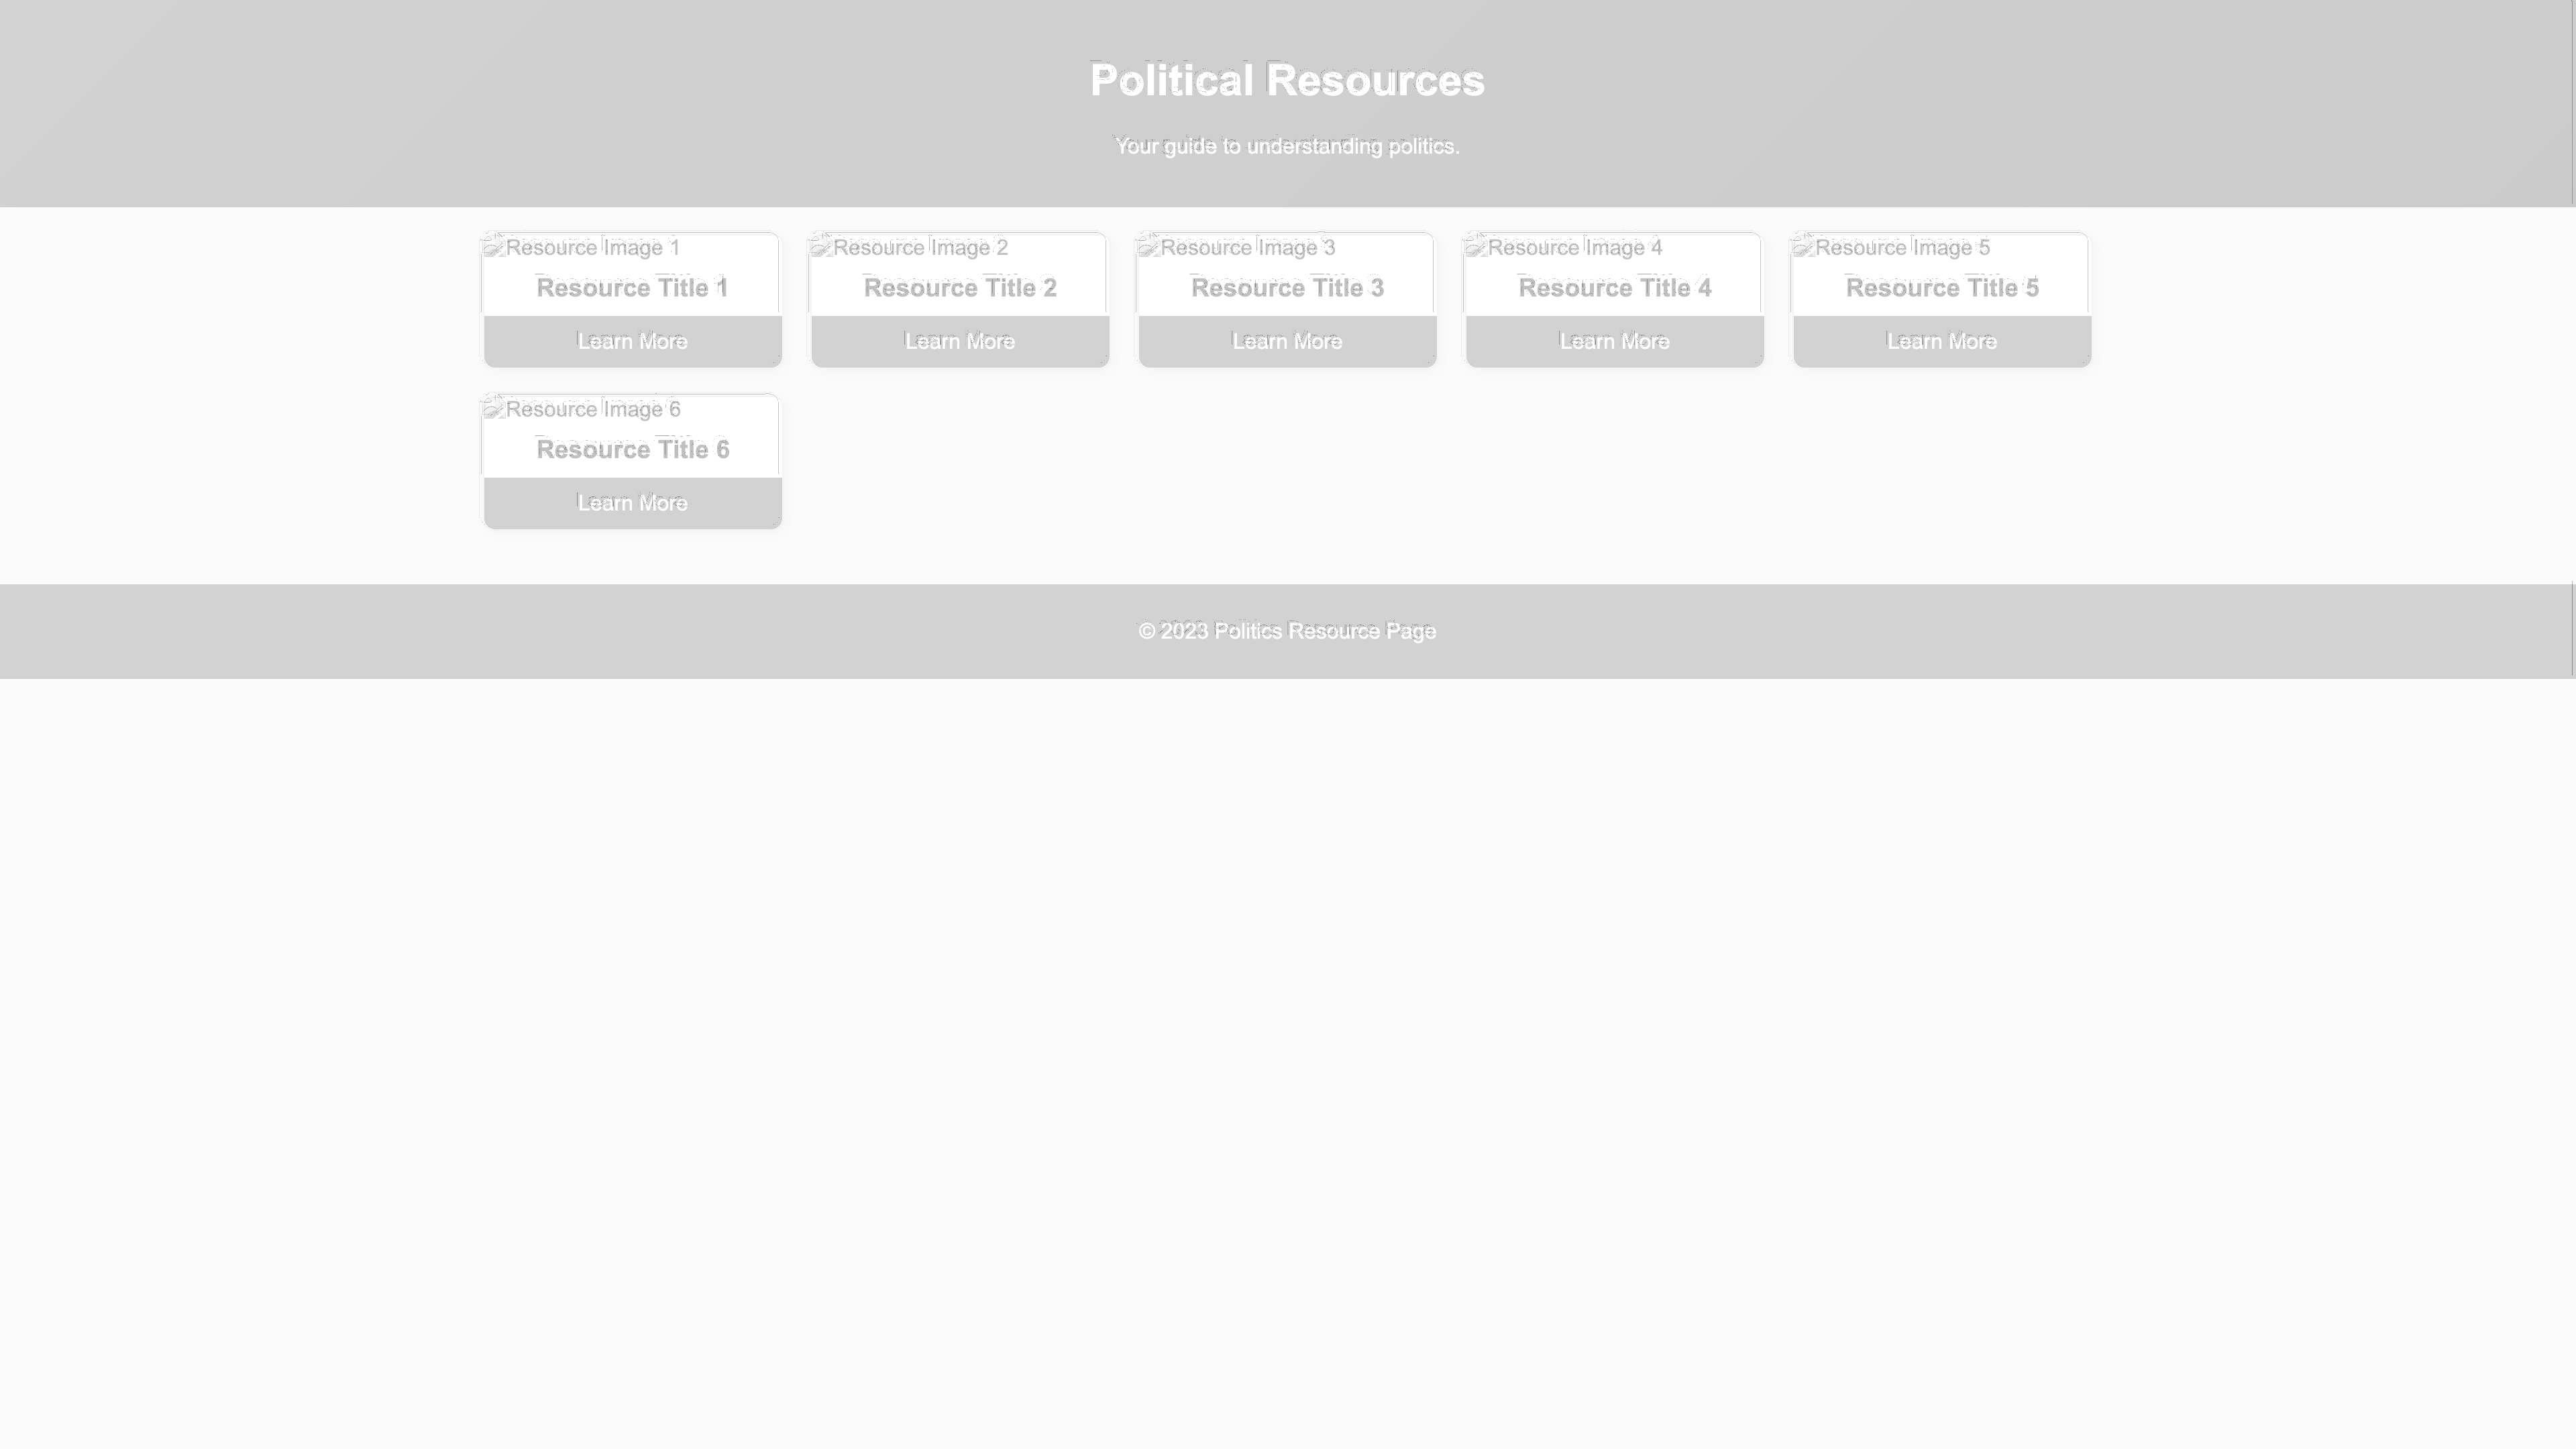 Political Resources
Your guide to understanding politics.
Resource Image 1
Resource Title 1
Learn More
Resource Image 2
Resource Title 2
Learn More
Resource Image 3
Resource Title 3
Learn More
Resource Image 4
Resource Title 4
Learn More
Resource Image 5
Resource Title 5
Learn More
Resource Image 6
Resource Title 6
Learn More
© 2023 Politics Resource Page